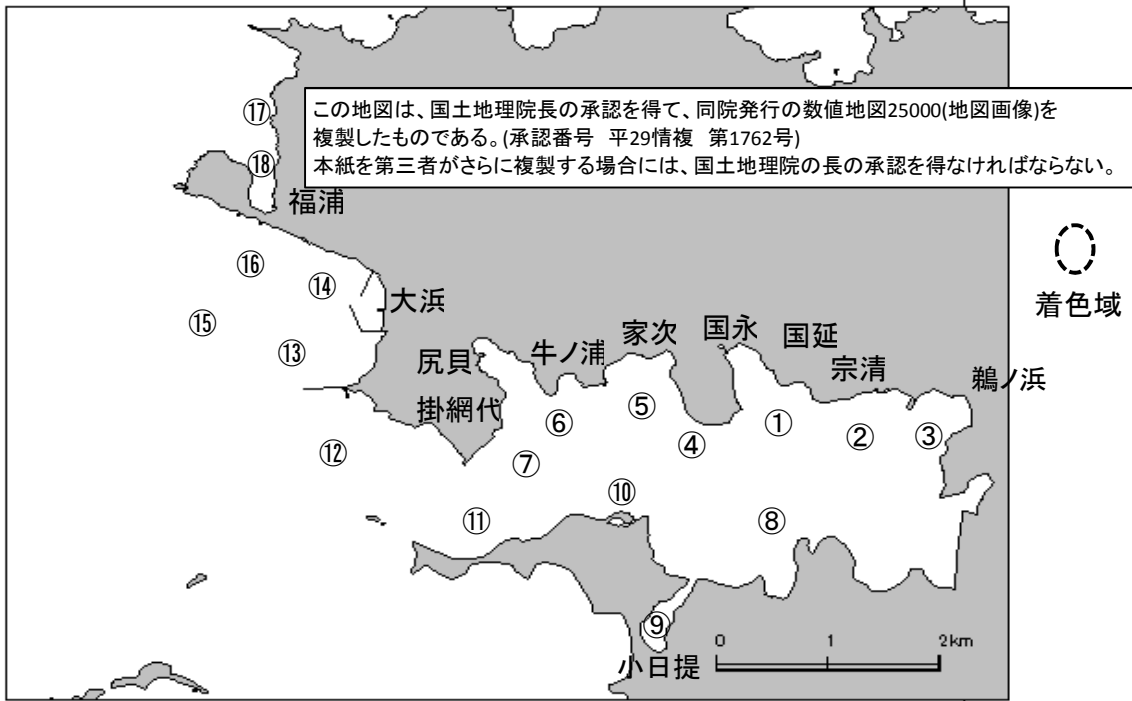 この地図は、国土地理院長の承認を得て、同院発行の数値地図25000(地図画像)を
複製したものである。(承認番号 平29情複 第1762号)
本紙を第三者がさらに複製する場合には、国土地理院の長の承認を得なければならない。
⑰
⑱
福浦
⑯
⑭
大浜
⑮
⑬
着色域
尻貝
牛ノ浦
家次
国永
国延
宗清
鵜ノ浜
掛網代
⑥
⑤
④
①
②
③
⑫
⑦
⑩
⑪
⑧
⑨
小日提
0 1 2km